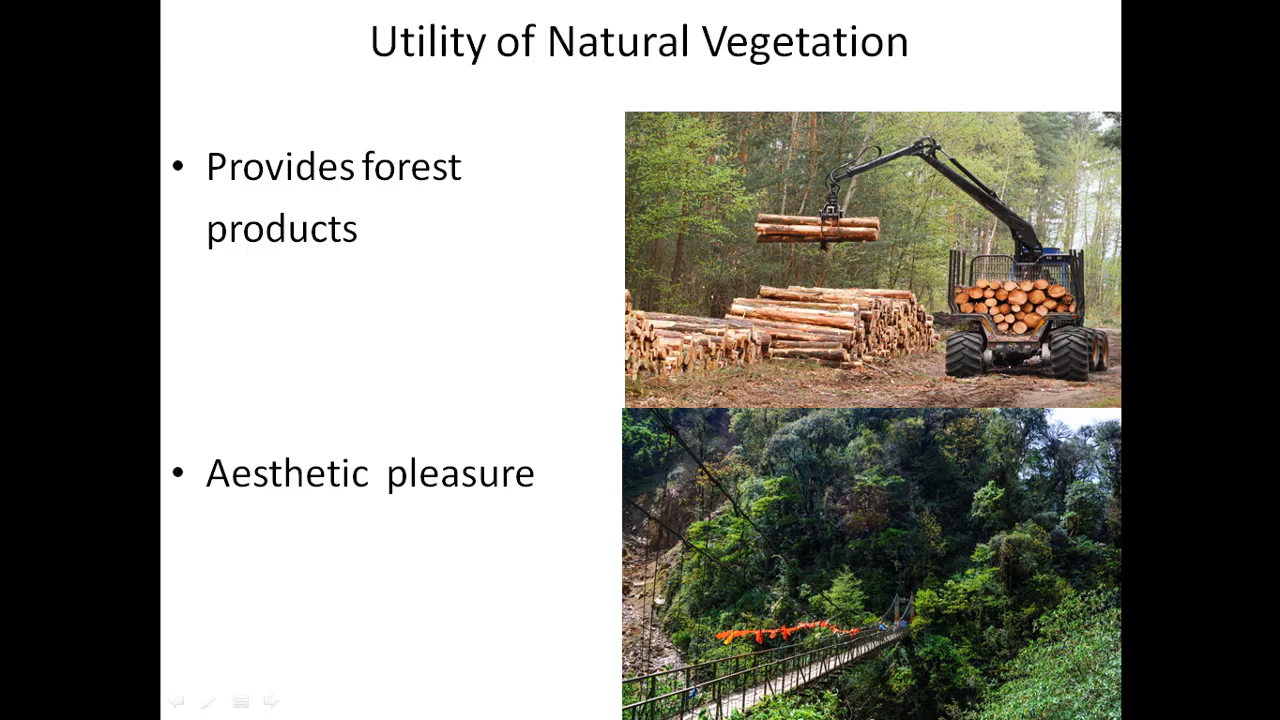 Utility of Natural Vegetation
• Provides forest
products
• Aesthetic pleasure